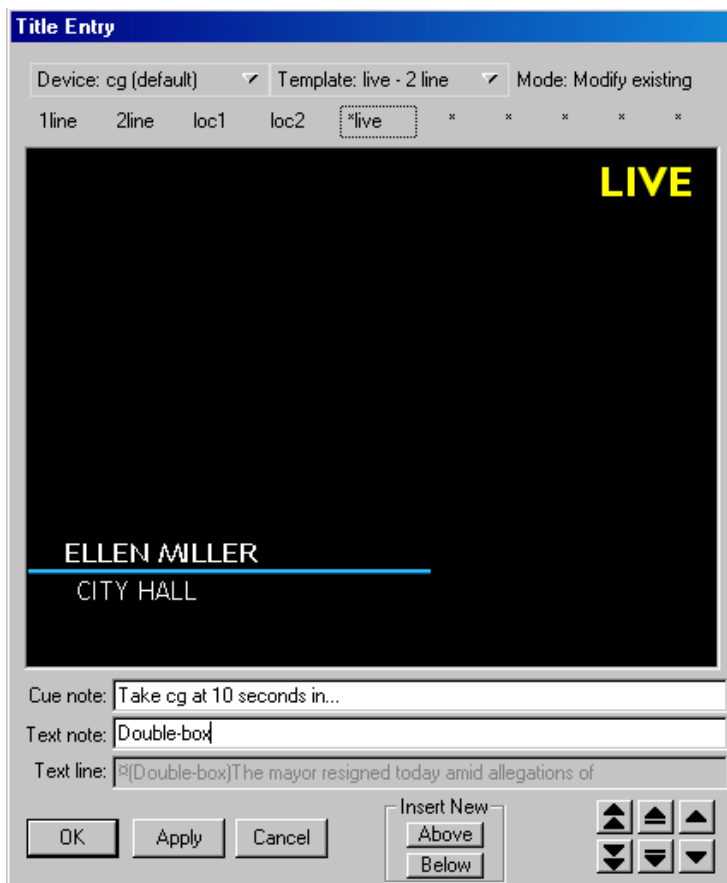 Title Entry
Device: cg (default) Template: live - 2 line Mode: Modify existing
1line 2line loc1 loc2 *live * * * * *
LIVE
ELLEN MILLER
CITY HALL
Cue note: Take cg at 10 seconds in...
Text note: Double-box
Text line: ¤(Double-box)The mayor resigned today amid allegations of
Insert New
OK Apply Cancel Above
Below